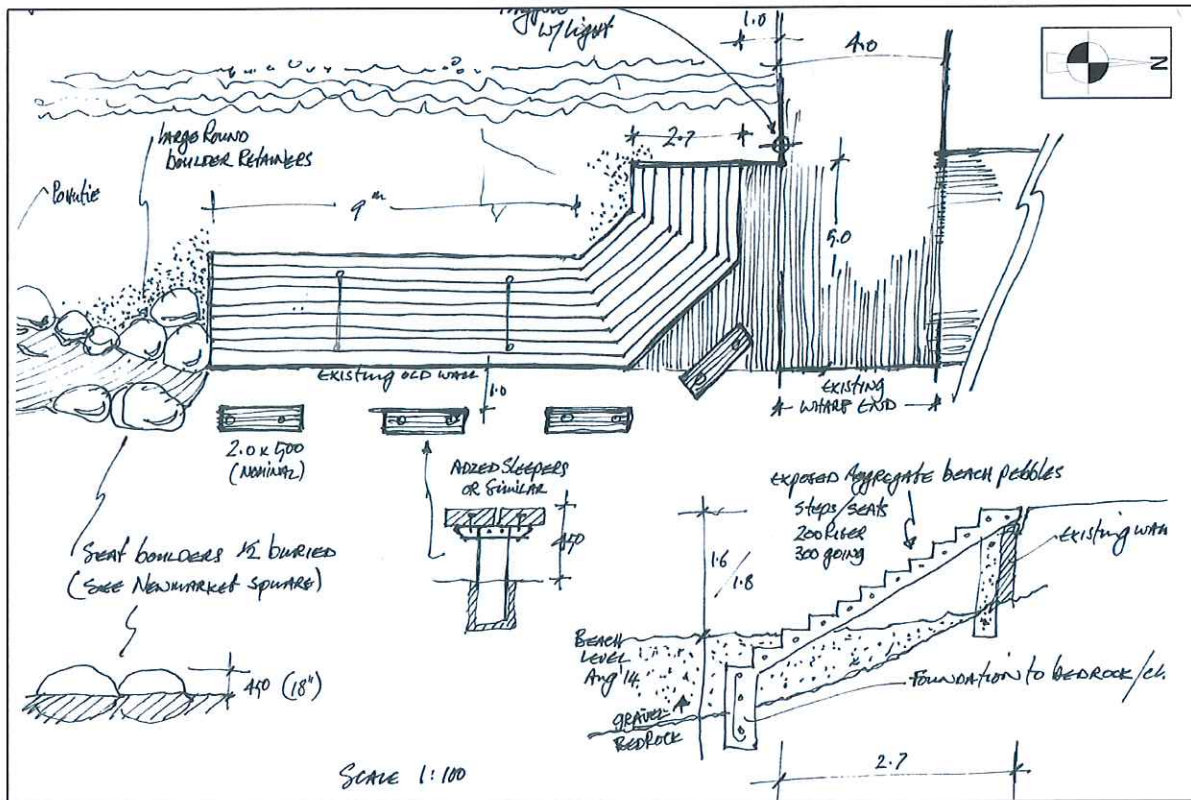 w/light
1.0
4.0
N
Large Round
boulder Retainers
2.7
9m
5.0
EXISTING OLD WALL
1.0
EXISTING
WHARF END
2.0 x 500
(NOMINAL)
ADZED SLEEPERS
OR SIMILAR
450
EXPOSED Aggregate beach pebbles
Steps/Seats
200 RISER
300 going
EXISTING WALL
1.6
/
1.8
Seat boulders 1/2 buried
(See Newmarket Square)
BEACH
LEVEL
Aug '14
450 (18")
GRAVEL
BEDROCK
FOUNDATION TO BEDROCK/
2.7
SCALE 1:100